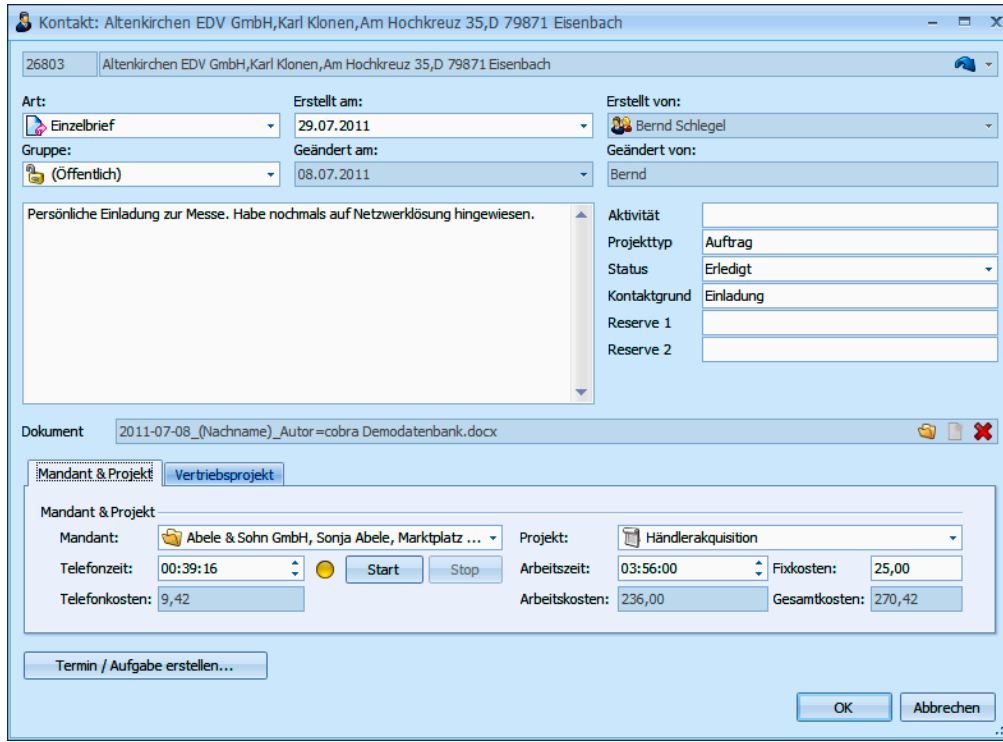 Kontakt: Altenkirchen EDV GmbH,Karl Klonen,Am Hochkreuz 35,D 79871 Eisenbach
26803 Altenkirchen EDV GmbH,Karl Klonen,Am Hochkreuz 35,D 79871 Eisenbach
Art: Erstellt am: Erstellt von:
Einzelbrief 29.07.2011 Bernd Schlegel
Gruppe: Geändert am: Geändert von:
(Öffentlich) 08.07.2011 Bernd
Persönliche Einladung zur Messe. Habe nochmals auf Netzwerklösung hingewiesen.
Aktivität
Projekttyp Auftrag
Status Erledigt
Kontaktgrund Einladung
Reserve 1
Reserve 2
Dokument 2011-07-08_(Nachname)_Autor=cobra Demodatenbank.docx
Mandant & Projekt Vertriebsprojekt
Mandant & Projekt
Mandant: Abele & Sohn GmbH, Sonja Abele, Marktplatz ... Projekt: Händlerakquisition
Telefonzeit: 00:39:16 Start Stop Arbeitszeit: 03:56:00 Fixkosten: 25,00
Telefonkosten: 9,42 Arbeitskosten: 236,00 Gesamtkosten: 270,42
Termin / Aufgabe erstellen...
OK Abbrechen